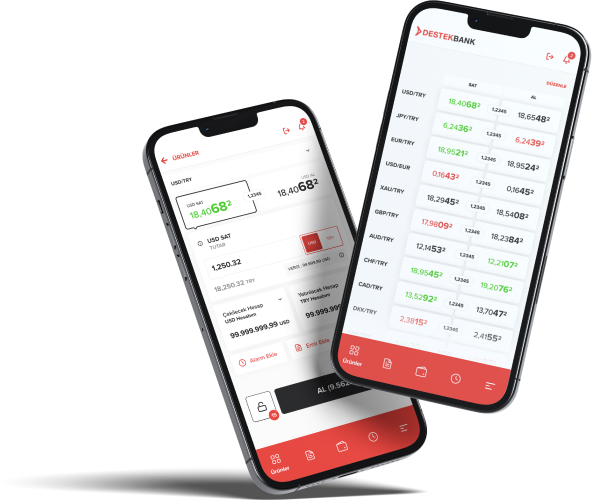 ÜRÜNLER
3
USD/TRY
USD SAT
18,4068²
1,2345
USD AL
18,4068²
USD SAT
TUTAR
1,250.32
USD
TRY
18,250.32 TRY
Çekilecek Hesap
USD Hesabım
99.999.999,99 USD
Yatırılacak Hesap
TRY Hesabım
Alarm Ekle
Emir Ekle
15
Ürünler
DESTEKBANK
DÜZENLE
SAT
AL
USD/TRY
18,4068²
1,2345
18,6548²
JPY/TRY
6,2436²
1,2345
6,2439²
EUR/TRY
18,9521²
1,2345
18,9524²
USD/EUR
0,1643²
1,2345
0,1645²
XAU/TRY
18,2945²
1,2345
18,5408²
GBP/TRY
17,9809²
1,2345
18,2384²
AUD/TRY
12,1453²
1,2345
12,2107²
CHF/TRY
18,9545²
1,2345
19,2076²
CAD/TRY
13,5292²
1,2345
13,7047²
DKK/TRY
2,3815²
1,2345
2,4155²
Ürünler